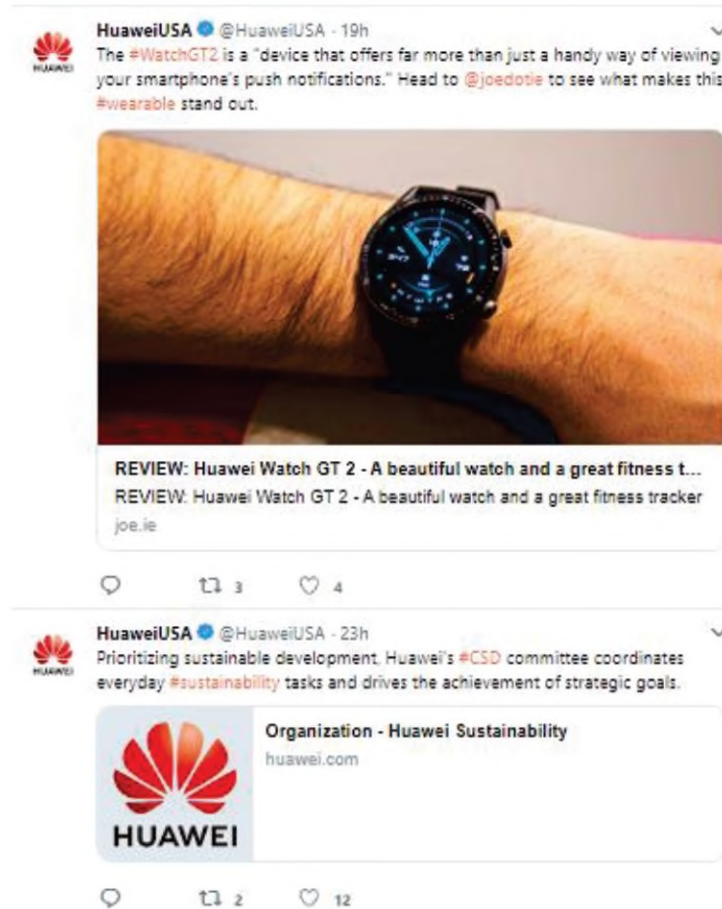 HuaweiUSA @HuaweiUSA · 19h
The #WatchGT2 is a "device that offers far more than just a handy way of viewing
your smartphone's push notifications." Head to @joedotie to see what makes this
#wearable stand out.
HUAWEI
REVIEW: Huawei Watch GT 2 - A beautiful watch and a great fitness t...
REVIEW: Huawei Watch GT 2 - A beautiful watch and a great fitness tracker
joe.ie
3 4
HuaweiUSA @HuaweiUSA · 23h
Prioritizing sustainable development, Huawei's #CSD committee coordinates
everyday #sustainability tasks and drives the achievement of strategic goals.
HUAWEI
Organization - Huawei Sustainability
huawei.com
HUAWEI
2 12